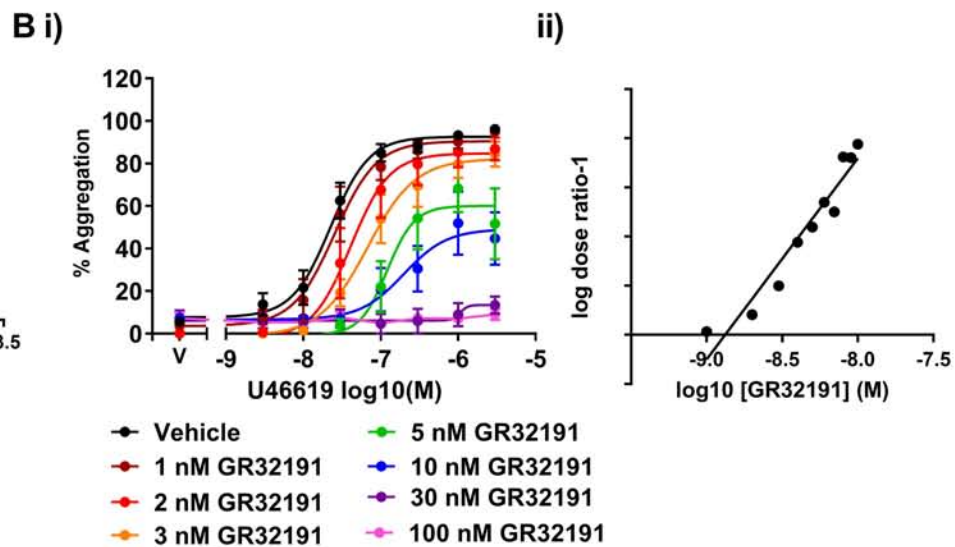 B i)
ii)
120
100
80
60
40
20
0
% Aggregation
V
-9
-8
-7
-6
-5
U46619 log10(M)
3.5
log dose ratio-1
-9.0
-8.5
-8.0
-7.5
log10 [GR32191] (M)
Vehicle
1 nM GR32191
2 nM GR32191
3 nM GR32191
5 nM GR32191
10 nM GR32191
30 nM GR32191
100 nM GR32191